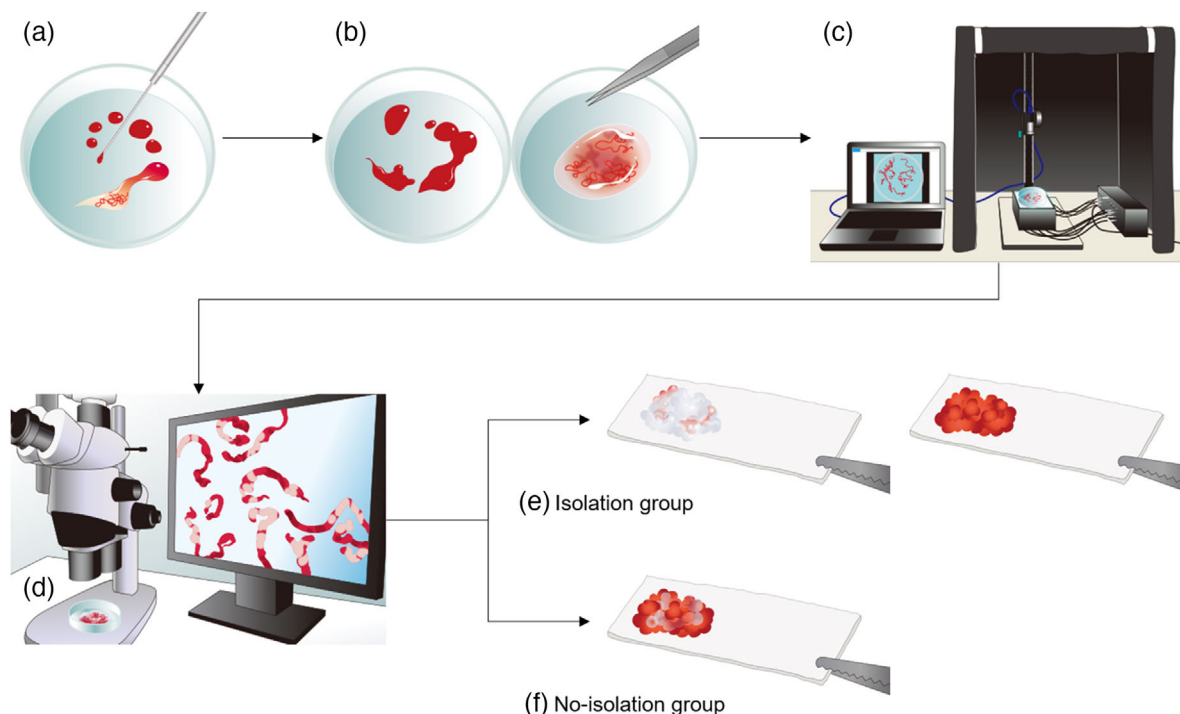 (a)
(b)
(c)
(d)
(e) Isolation group
(f) No-isolation group